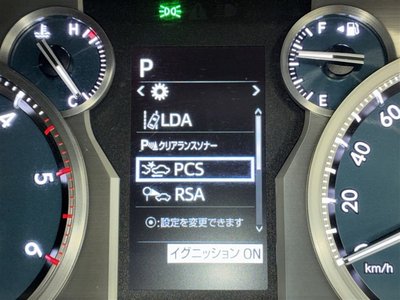 P
LDA
P クリアランスソナー
PCS
RSA
:設定を変更できます
イグニッション ON
H
C
F
E
5
6
60
40
20
0
km/h